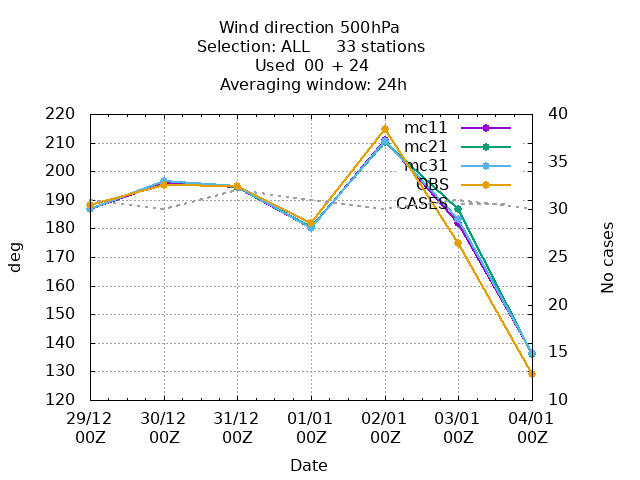 Wind direction 500hPa
Selection: ALL 33 stations
Used 00 + 24
Averaging window: 24h
220
210
200
190
180
170
160
150
140
130
120
deg
40
35
30
25
20
15
10
No cases
mc11
mc21
mc31
OBS
CASES
29/12 30/12 31/12 01/01 02/01 03/01 04/01
00Z 00Z 00Z 00Z 00Z 00Z 00Z
Date